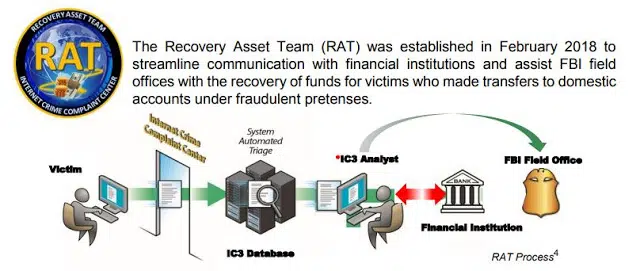 RECOVERY ASSET TEAM
RAT
INTERNET CRIME COMPLAINT CENTER
The Recovery Asset Team (RAT) was established in February 2018 to
streamline communication with financial institutions and assist FBI field
offices with the recovery of funds for victims who made transfers to domestic
accounts under fraudulent pretenses.
Victim
Internet Crime
Complaint Center
System
Automated
Triage
IC3 Database
*IC3 Analyst
BANK
Financial Institution
FBI Field Office
RAT Process4